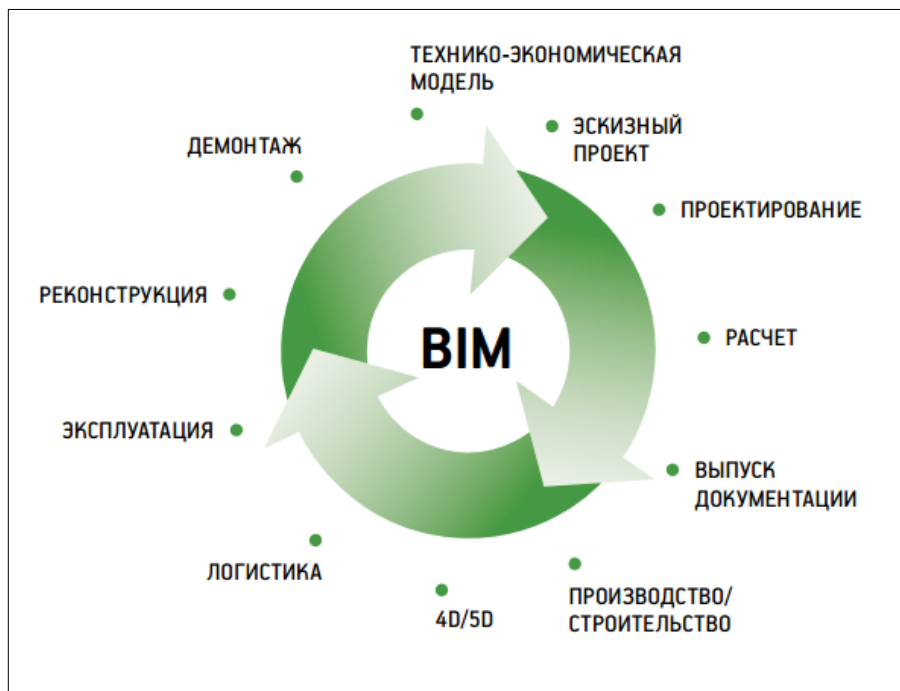 ТЕХНИКО-ЭКОНОМИЧЕСКАЯ
МОДЕЛЬ
ЭСКИЗНЫЙ
ПРОЕКТ
ПРОЕКТИРОВАНИЕ
РАСЧЕТ
ВЫПУСК
ДОКУМЕНТАЦИИ
ПРОИЗВОДСТВО/
СТРОИТЕЛЬСТВО
4D/5D
ЛОГИСТИКА
ЭКСПЛУАТАЦИЯ
РЕКОНСТРУКЦИЯ
ДЕМОНТАЖ
BIM